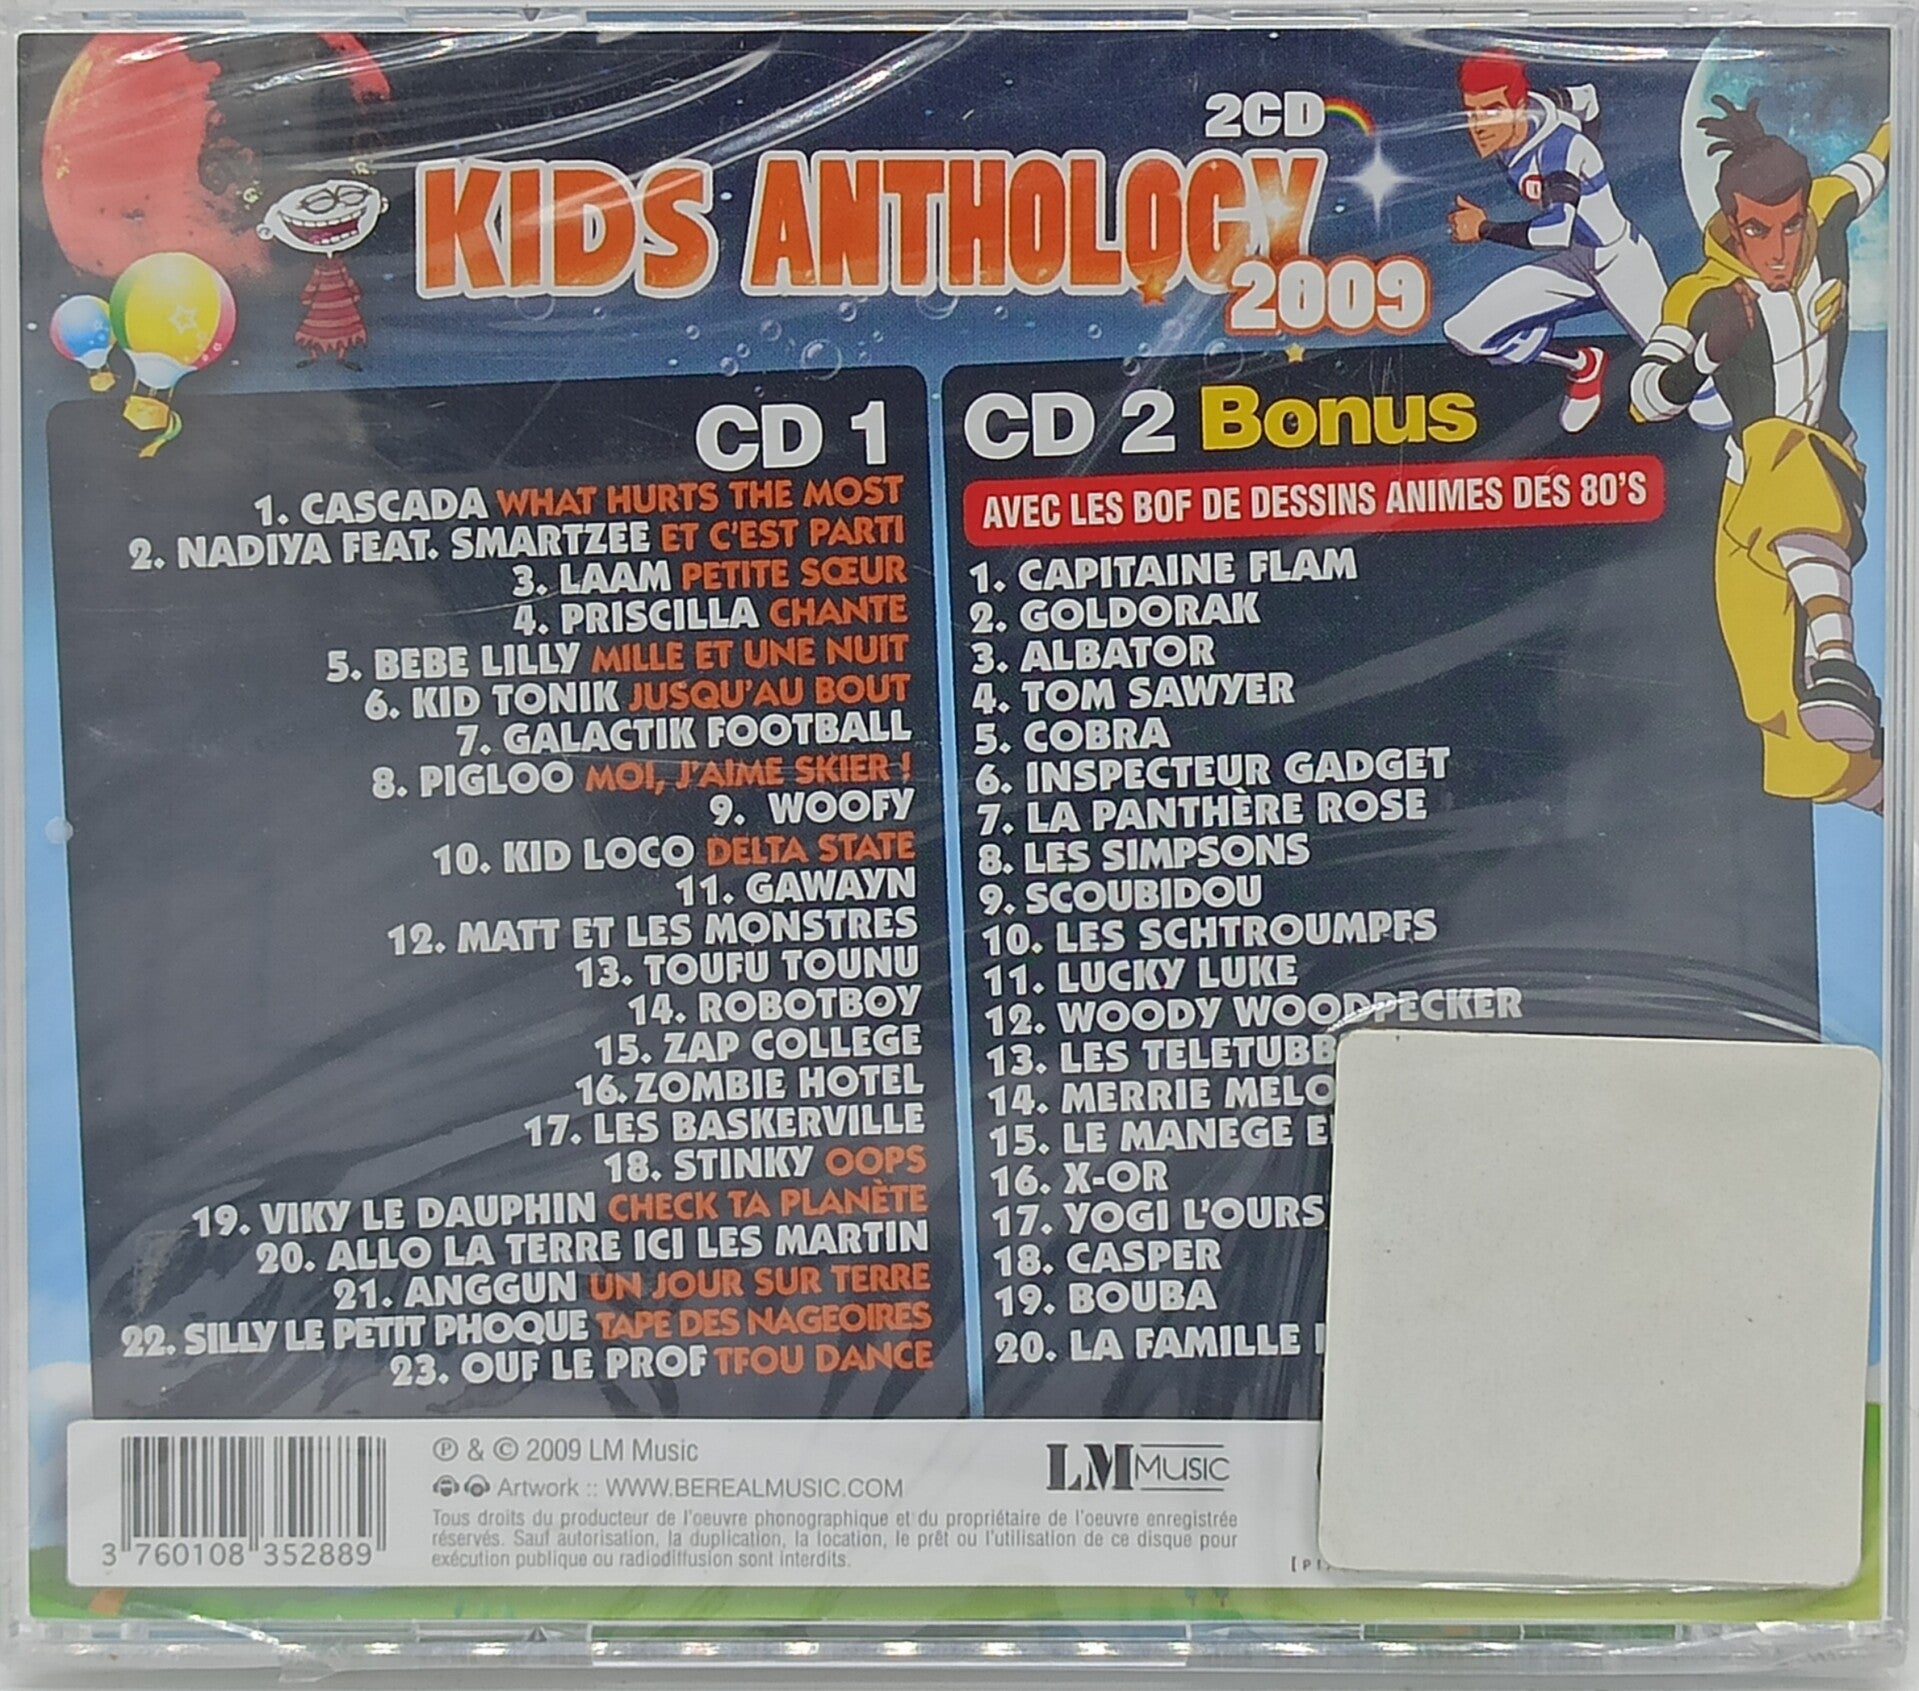 2CD
KIDS ANTHOLOGY
2009
CD 1
1. CASCADA WHAT HURTS THE MOST
2. NADIYA FEAT. SMARTZEE ET C'EST PARTI
3. LAAM PETITE SŒUR
4. PRISCILLA CHANTE
5. BEBE LILLY MILLE ET UNE NUIT
6. KID TONIK JUSQU'AU BOUT
7. GALACTIK FOOTBALL
8. PIGLOO MOI, J'AIME SKIER !
9. WOOFY
10. KID LOCO DELTA STATE
11. GAWAYN
12. MATT ET LES MONSTRES
13. TOUFU TOUNU
14. ROBOTBOY
15. ZAP COLLEGE
16. ZOMBIE HOTEL
17. LES BASKERVILLE
18. STINKY OOPS
19. VIKY LE DAUPHIN CHECK TA PLANÈTE
20. ALLO LA TERRE ICI LES MARTIN
21. ANGGUN UN JOUR SUR TERRE
22. SILLY LE PETIT PHOQUE TAPE DES NAGEOIRES
23. OUF LE PROF TFOU DANCE
CD 2 Bonus
AVEC LES BOF DE DESSINS ANIMES DES 80'S
1. CAPITAINE FLAM
2. GOLDORAK
3. ALBATOR
4. TOM SAWYER
5. COBRA
6. INSPECTEUR GADGET
7. LA PANTHÈRE ROSE
8. LES SIMPSONS
9. SCOUBIDOU
10. LES SCHTROUMPFS
11. LUCKY LUKE
12. WOODY WOODPECKER
13. LES TELETUBB
14. MERRIE MELO
15. LE MANEGE
16. X-OR
17. YOGI L'OURS
18. CASPER
19. BOUBA
20. LA FAMILLE
3 760108 352889
℗ & © 2009 LM Music
Artwork :: WWW.BEREALMUSIC.COM
Tous droits du producteur de l'oeuvre phonographique et du propriétaire de l'oeuvre enregistrée
réservés. Sauf autorisation, la duplication, la location, le prêt ou l'utilisation de ce disque pour
exécution publique ou radiodiffusion sont interdits.
LM MUSIC